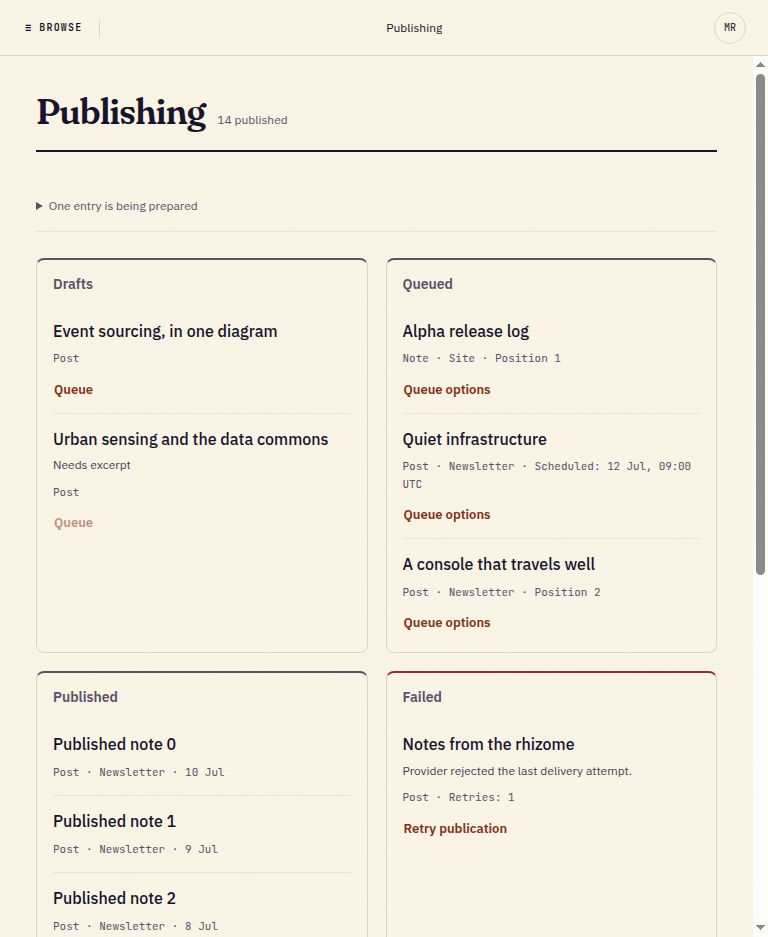 ≡ BROWSE
Publishing
MR
Publishing 14 published
▶ One entry is being prepared
Drafts
Event sourcing, in one diagram
Post
Queue
Urban sensing and the data commons
Needs excerpt
Post
Queue
Queued
Alpha release log
Note · Site · Position 1
Queue options
Quiet infrastructure
Post · Newsletter · Scheduled: 12 Jul, 09:00
UTC
Queue options
A console that travels well
Post · Newsletter · Position 2
Queue options
Published
Published note 0
Post · Newsletter · 10 Jul
Published note 1
Post · Newsletter · 9 Jul
Published note 2
Post · Newsletter · 8 Jul
Failed
Notes from the rhizome
Provider rejected the last delivery attempt.
Post · Retries: 1
Retry publication